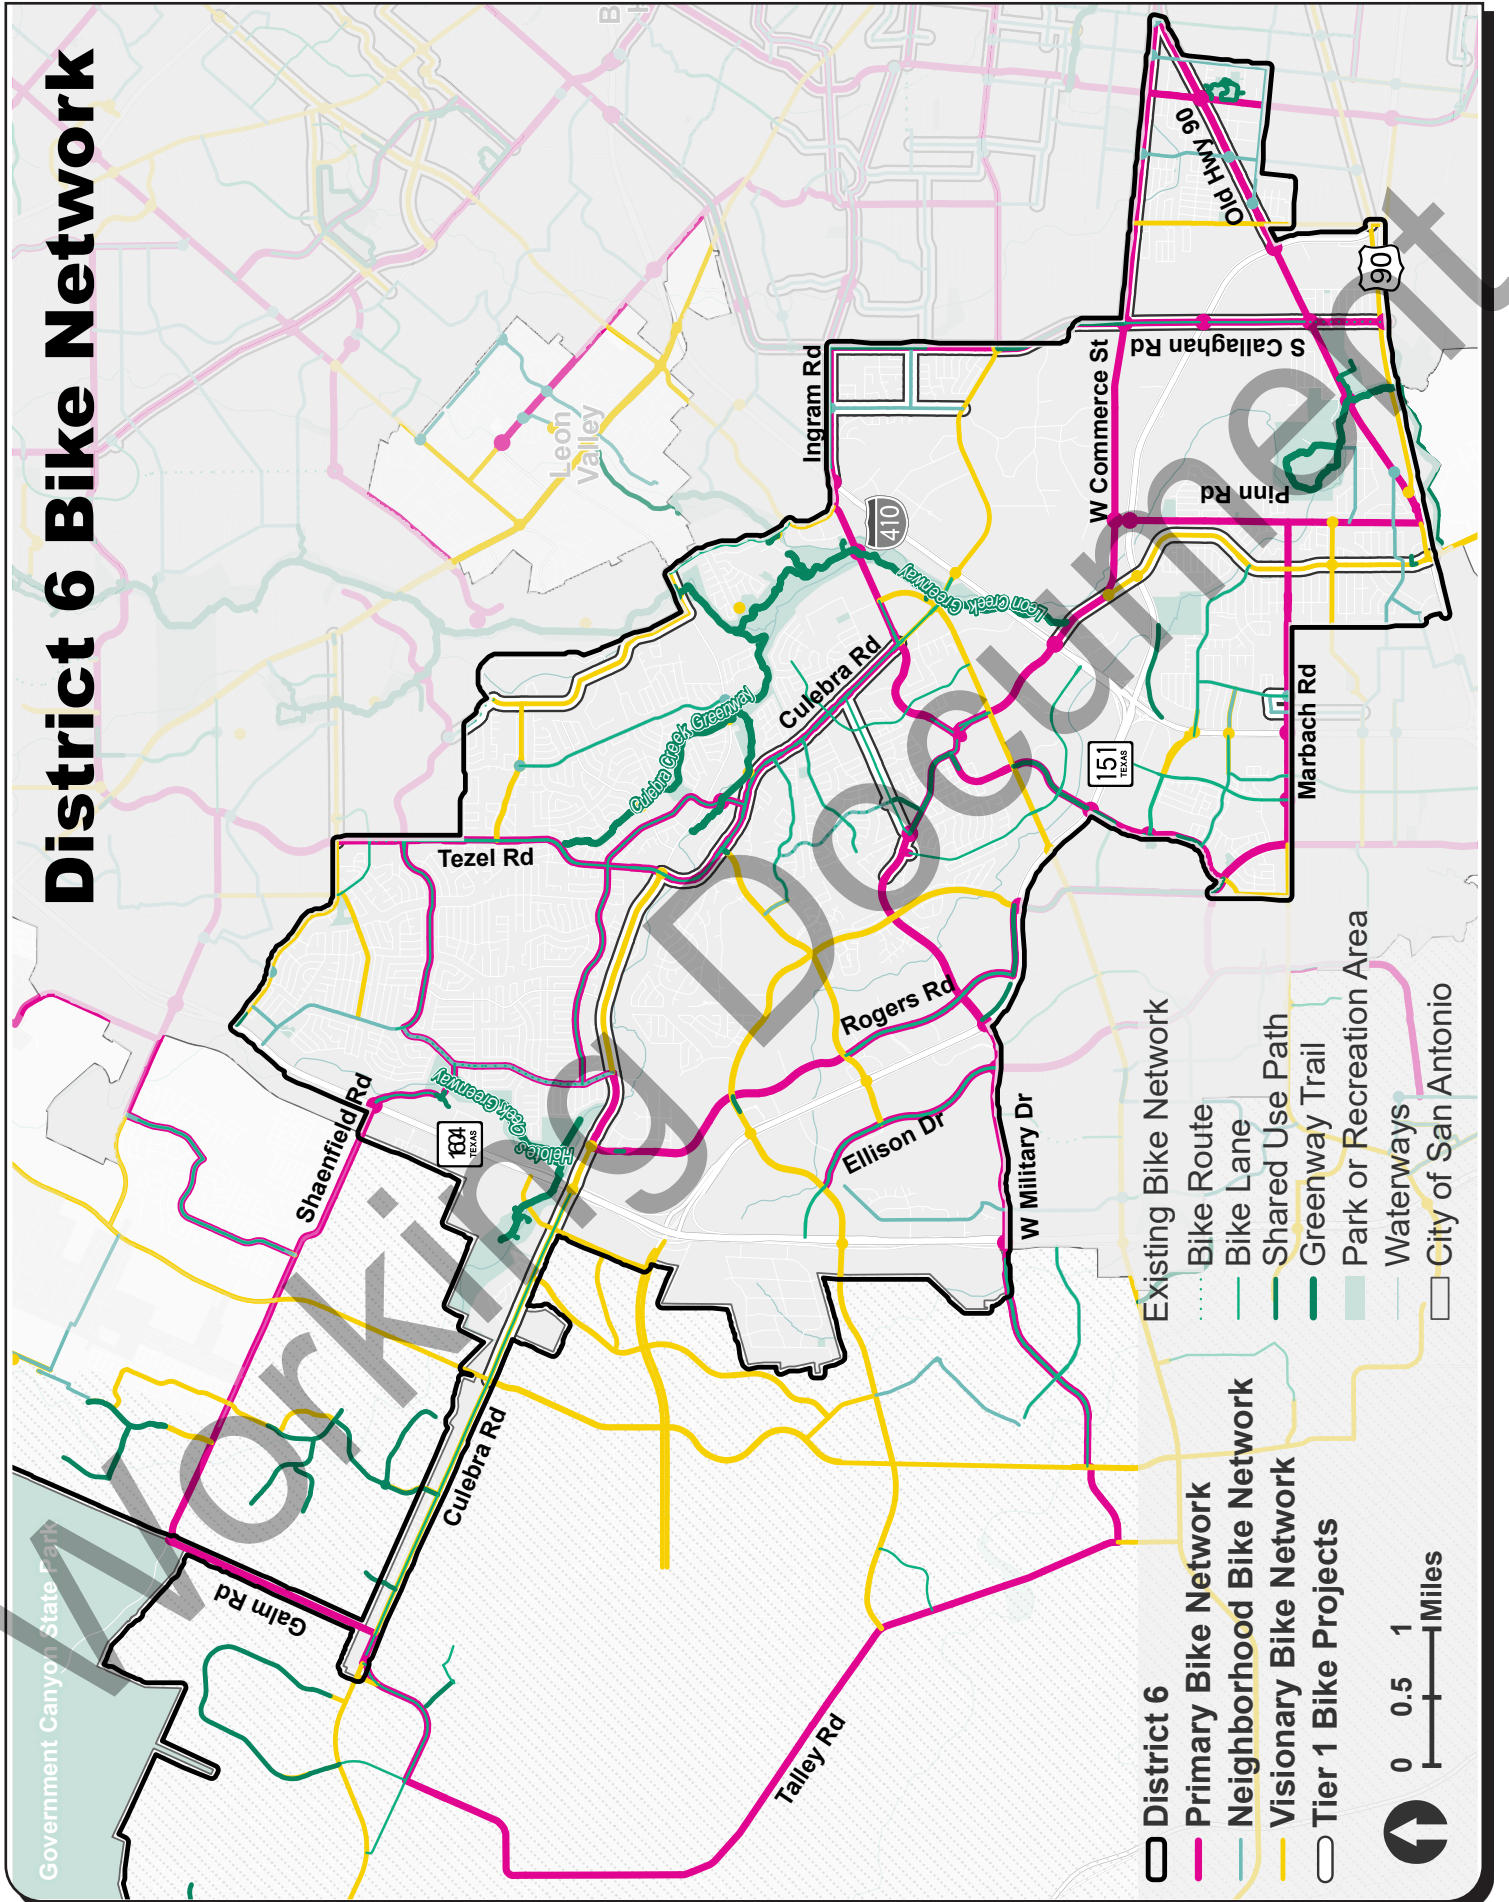 District 6 Bike Network
Government Canyon State Park
Galm Rd
Culebra Rd
Shaenfield Rd
1604
TEXAS
Helotes Creek Greenway
Tezel Rd
Culebra Creek Greenway
Culebra Rd
Leon
Valley
Ingram Rd
410
Leon Creek Greenway
W Commerce St
S Callaghan Rd
Old Hwy 90
90
Pinn Rd
Marbach Rd
151
TEXAS
Rogers Rd
Ellison Dr
W Military Dr
Talley Rd
Working Document
District 6
Primary Bike Network
Neighborhood Bike Network
Visionary Bike Network
Tier 1 Bike Projects
Existing Bike Network
Bike Route
Bike Lane
Shared Use Path
Greenway Trail
Park or Recreation Area
Waterways
City of San Antonio
0 0.5 1
Miles